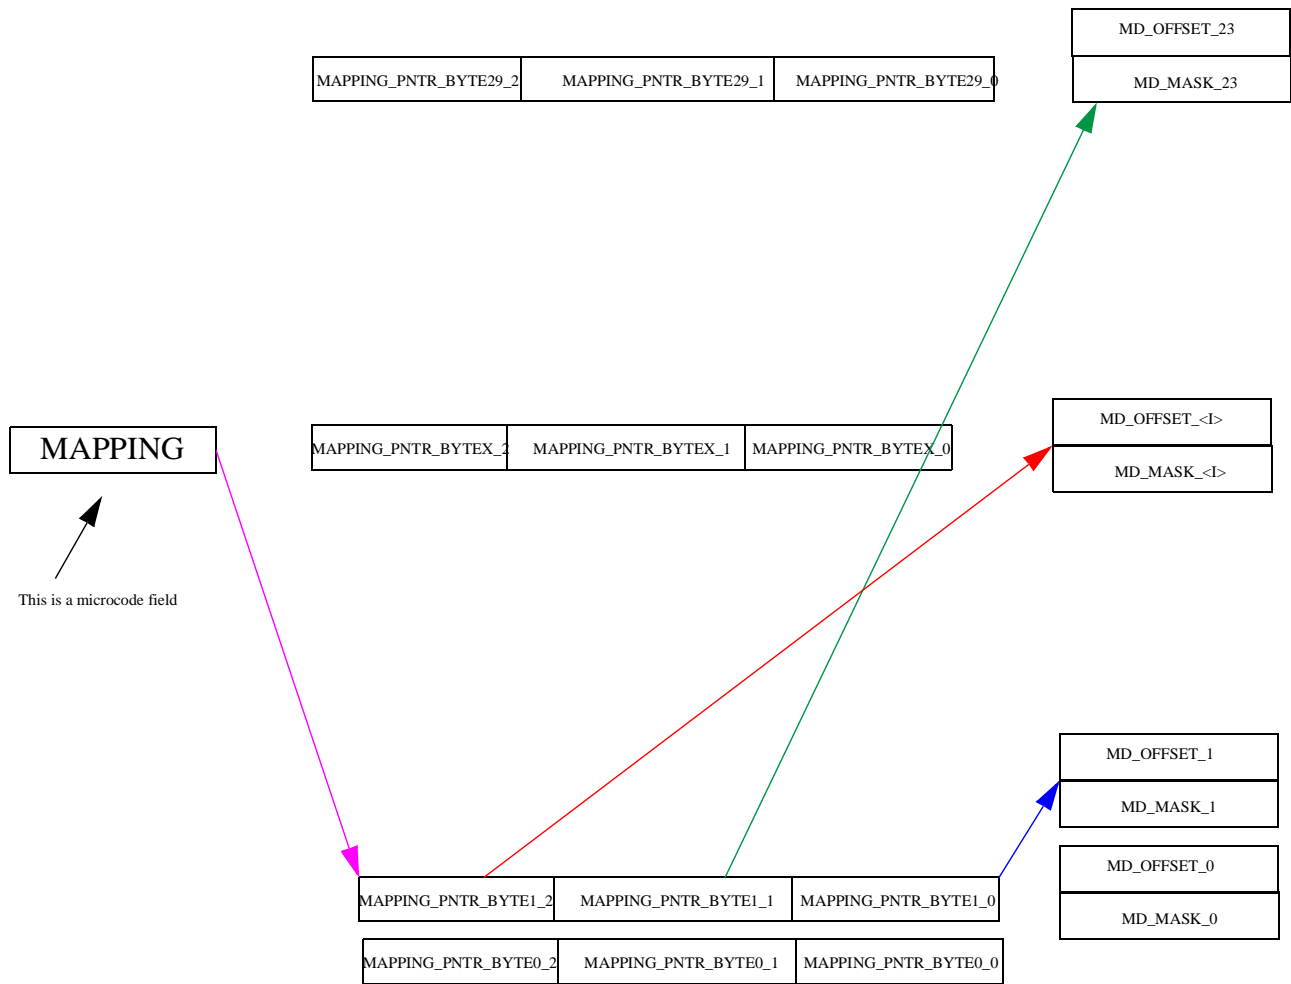 MD_OFFSET_23
MAPPING_PNTR_BYTE29_2 MAPPING_PNTR_BYTE29_1 MAPPING_PNTR_BYTE29_0 MD_MASK_23
MD_OFFSET_<I>
MAPPING MAPPING_PNTR_BYTEX_2 MAPPING_PNTR_BYTEX_1 MAPPING_PNTR_BYTEX_0
MD_MASK_<I>
This is a microcode field
MD_OFFSET_1
MD_MASK_1
MD_OFFSET_0
MAPPING_PNTR_BYTE1_2 MAPPING_PNTR_BYTE1_1 MAPPING_PNTR_BYTE1_0
MD_MASK_0
MAPPING_PNTR_BYTE0_2 MAPPING_PNTR_BYTE0_1 MAPPING_PNTR_BYTE0_0